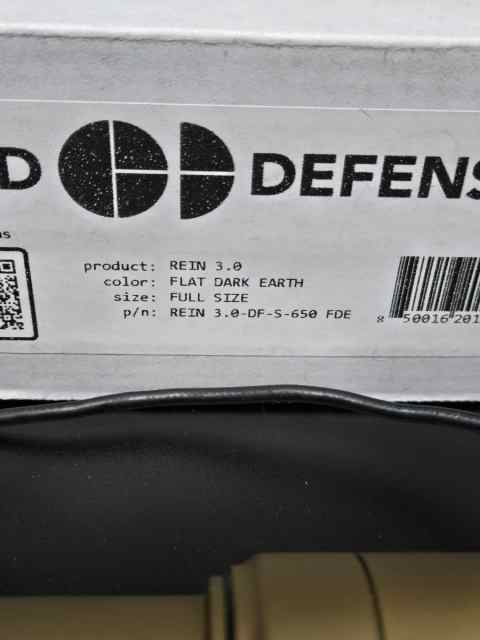 D DEFENS
ns
product: REIN 3.0
color: FLAT DARK EARTH
size: FULL SIZE
p/n: REIN 3.0-DF-S-650 FDE
8 50016 201